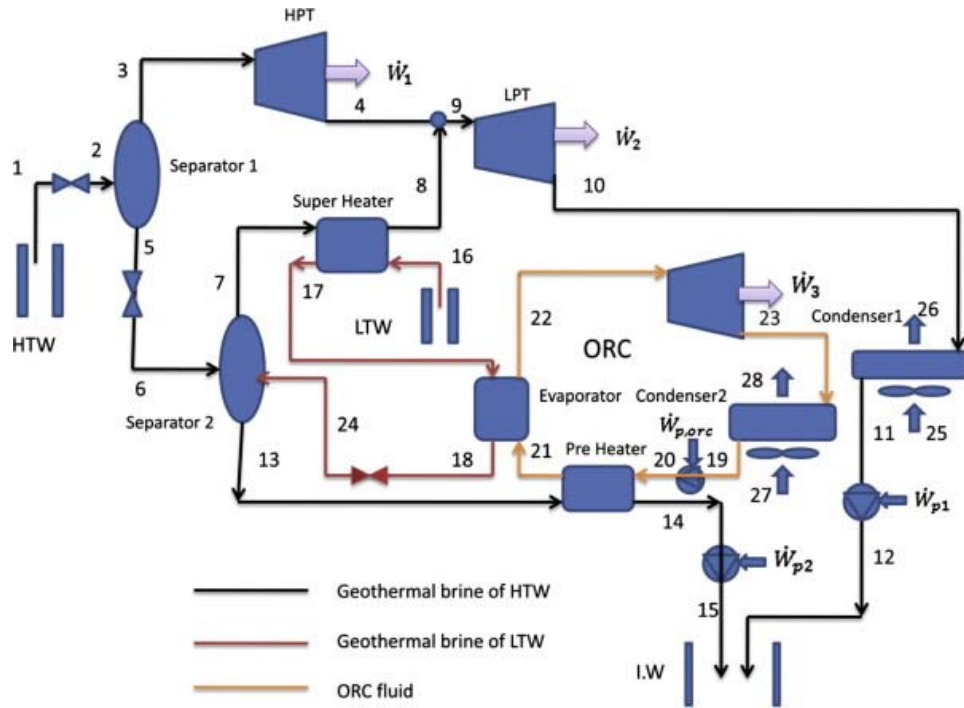 HPT
3
Ẇ₁
4
9
LPT
Ẇ₂
1
2
Separator 1
8
10
Super Heater
5
16
7
17
22
Ẇ₃
HTW
LTW
23
26
Condenser1
ORC
28
6
Evaporator
Condenser2
Separator 2
24
Ẇp,orc
11
25
13
18
21
Pre Heater
20
19
27
Ẇp1
14
12
Ẇp2
Geothermal brine of HTW
15
Geothermal brine of LTW
I.W
ORC fluid